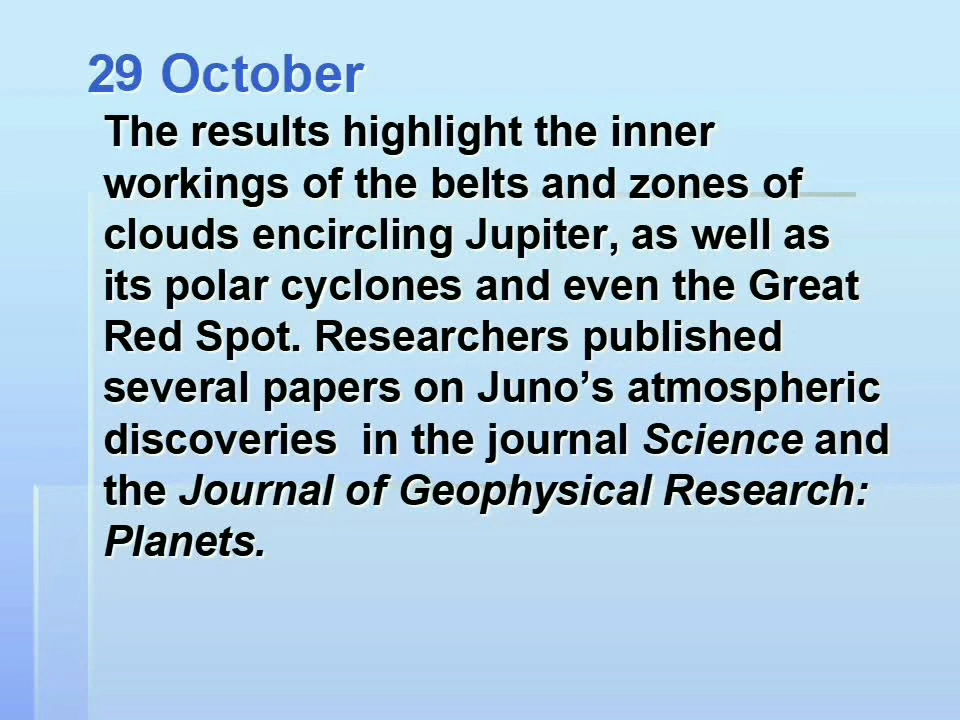 29 October
The results highlight the inner
workings of the belts and zones of
clouds encircling Jupiter, as well as
its polar cyclones and even the Great
Red Spot. Researchers published
several papers on Juno’s atmospheric
discoveries  in the journal Science and
the Journal of Geophysical Research:
Planets.